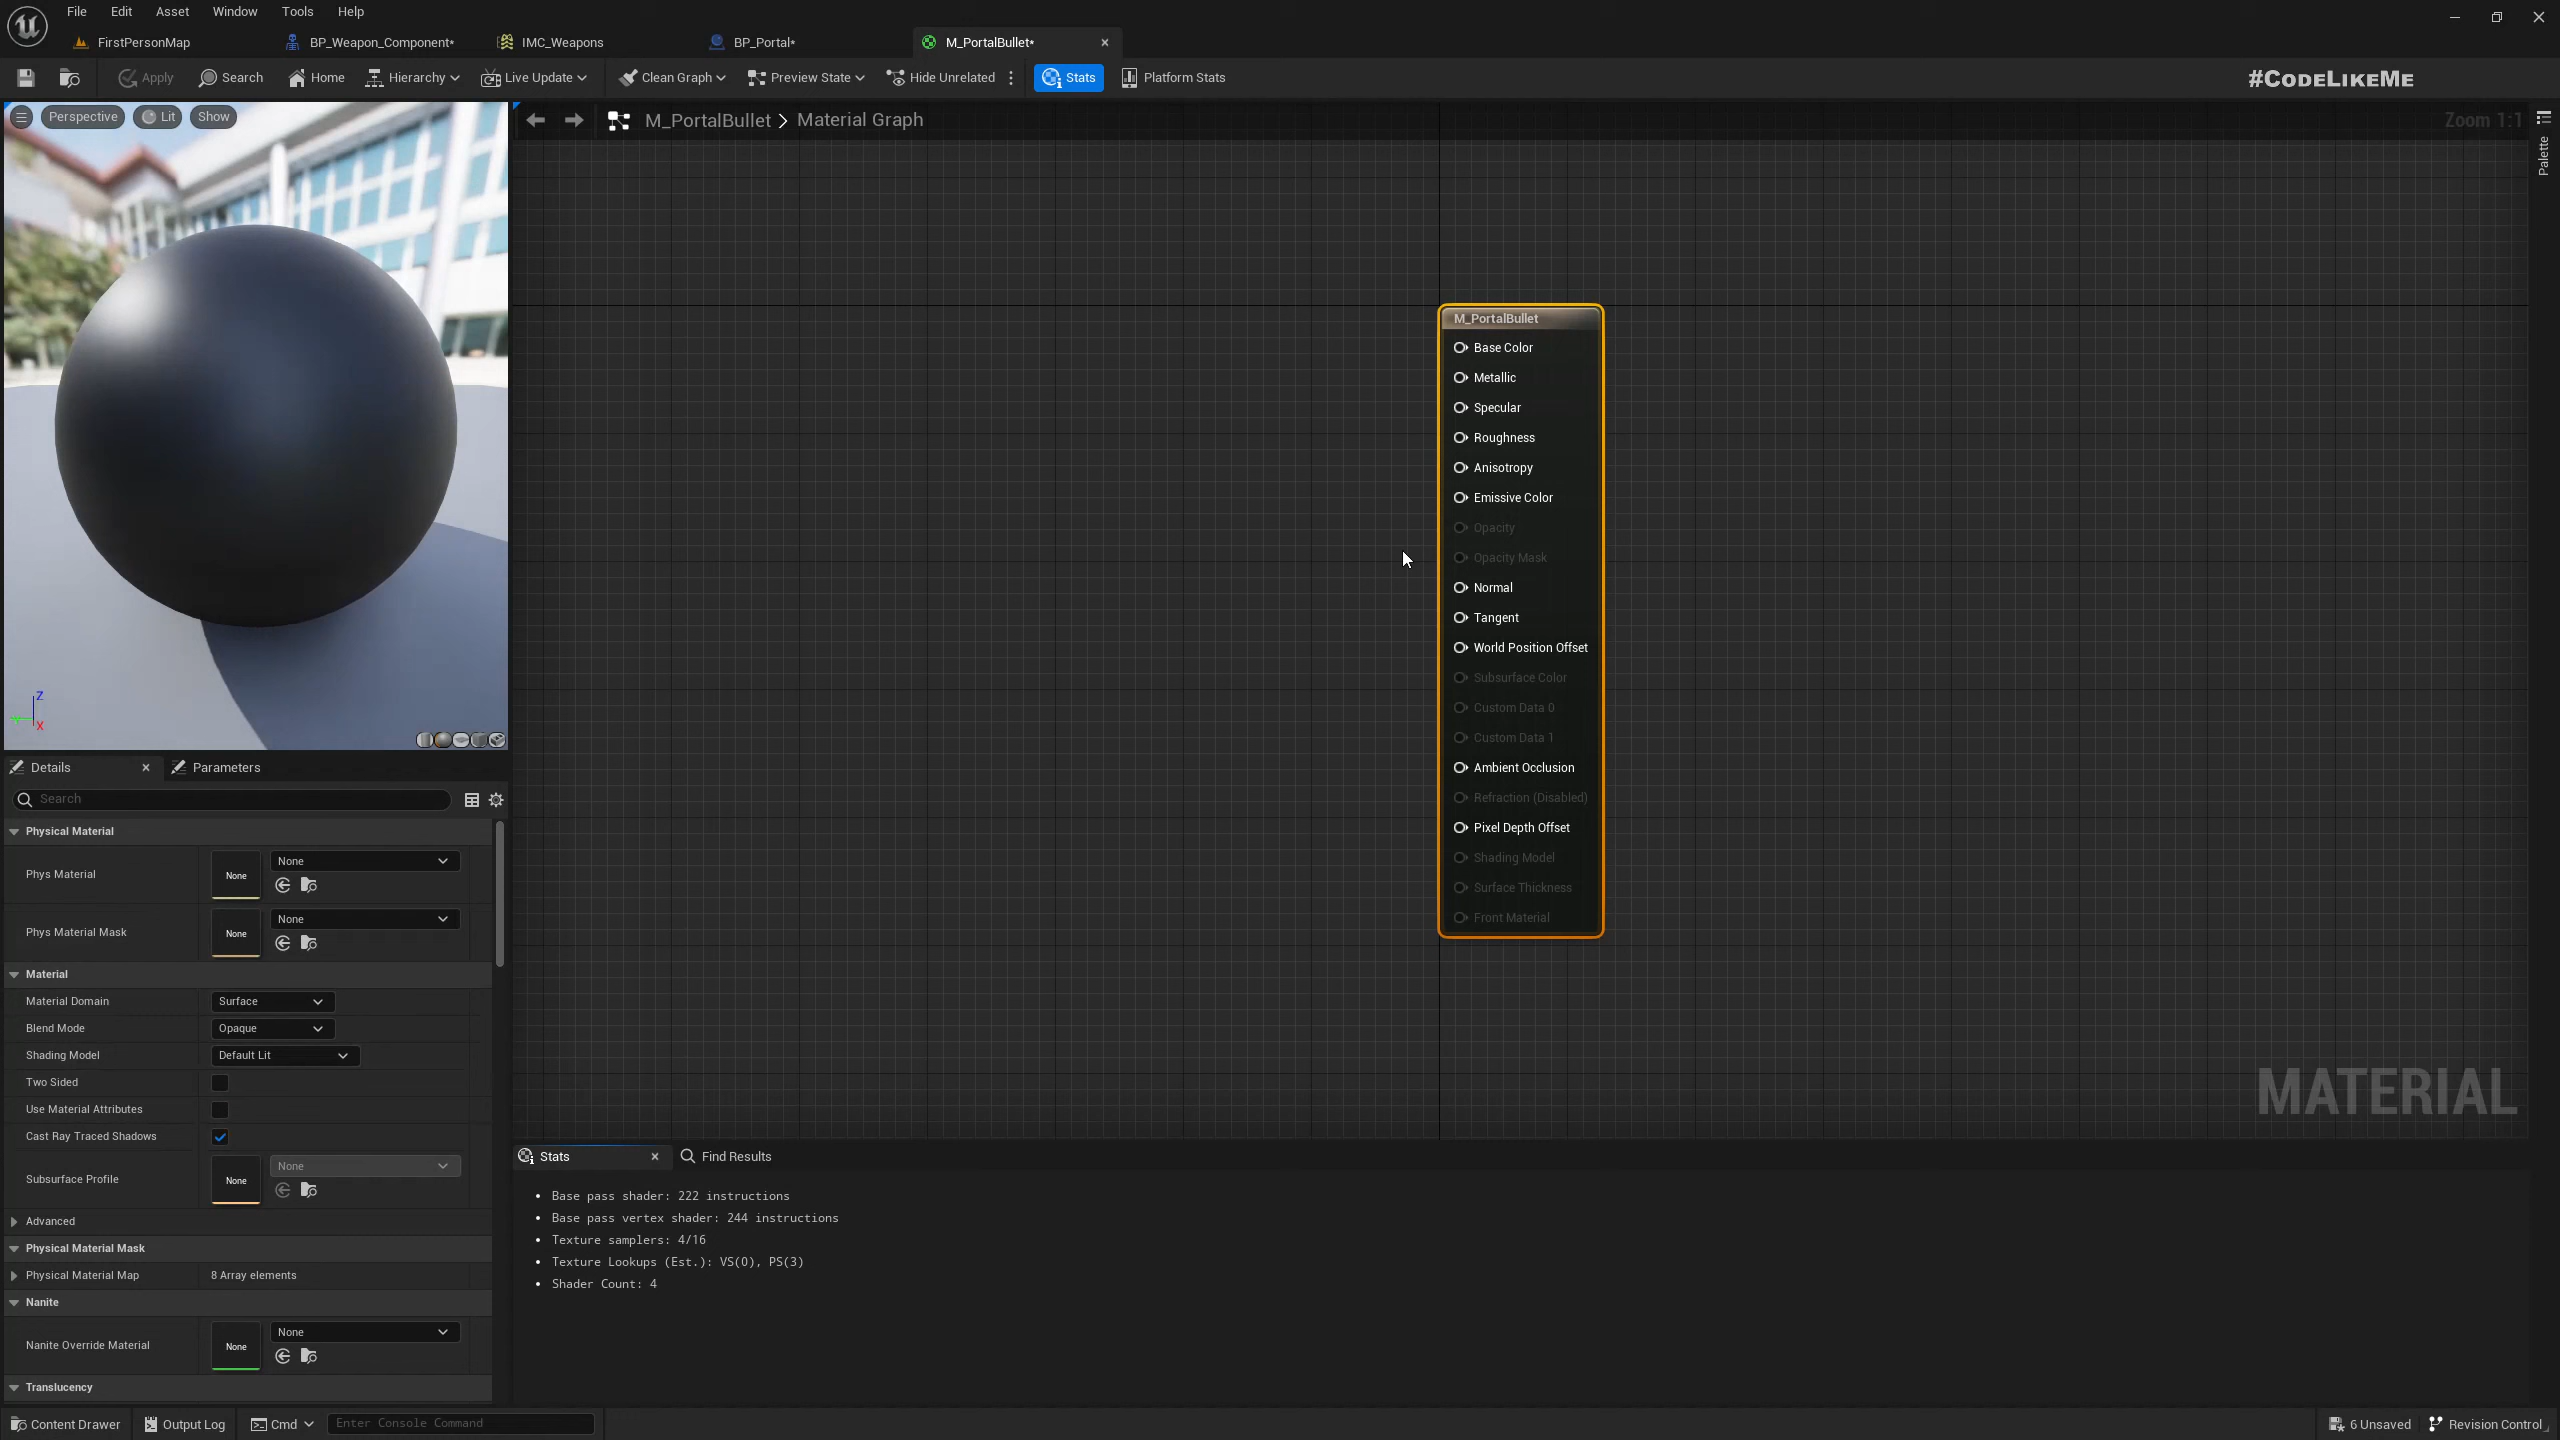 File Edit Asset Window Tools Help
FirstPersonMap BP_Weapon_Component* IMC_Weapons BP_Portal* M_PortalBullet*
Apply Search Home Hierarchy Live Update Clean Graph Preview State Hide Unrelated Stats Platform Stats #CODELIKEME
Perspective Lit Show
M_PortalBullet > Material Graph
Zoom 1:1
Palette
M_PortalBullet
Base Color
Metallic
Specular
Roughness
Anisotropy
Emissive Color
Opacity
Opacity Mask
Normal
Tangent
World Position Offset
Subsurface Color
Custom Data 0
Custom Data 1
Ambient Occlusion
Refraction (Disabled)
Pixel Depth Offset
Shading Model
Surface Thickness
Front Material
MATERIAL
Z
Y
X
Details Parameters
Search
Physical Material
Phys Material None None
Phys Material Mask None None
Material
Material Domain Surface
Blend Mode Opaque
Shading Model Default Lit
Two Sided
Use Material Attributes
Cast Ray Traced Shadows
Subsurface Profile None None
Advanced
Physical Material Mask
Physical Material Map 8 Array elements
Nanite
Nanite Override Material None None
Translucency
Stats Find Results
• Base pass shader: 222 instructions
• Base pass vertex shader: 244 instructions
• Texture samplers: 4/16
• Texture Lookups (Est.): VS(0), PS(3)
• Shader Count: 4
Content Drawer Output Log Cmd Enter Console Command 6 Unsaved Revision Control